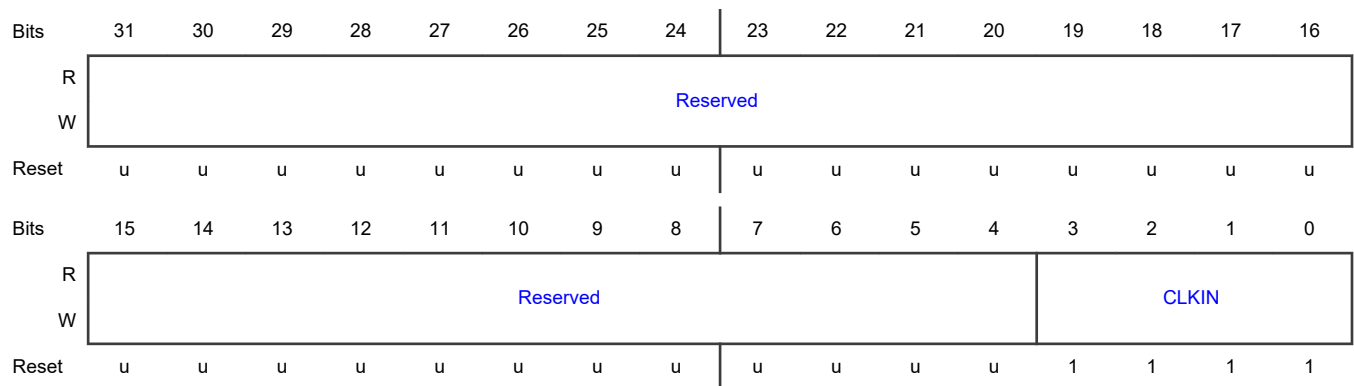 Bits 31 30 29 28 27 26 25 24 23 22 21 20 19 18 17 16
R
Reserved
W
Reset u u u u u u u u u u u u u u u u
Bits 15 14 13 12 11 10 9 8 7 6 5 4 3 2 1 0
R
Reserved CLKIN
W
Reset u u u u u u u u u u u u 1 1 1 1